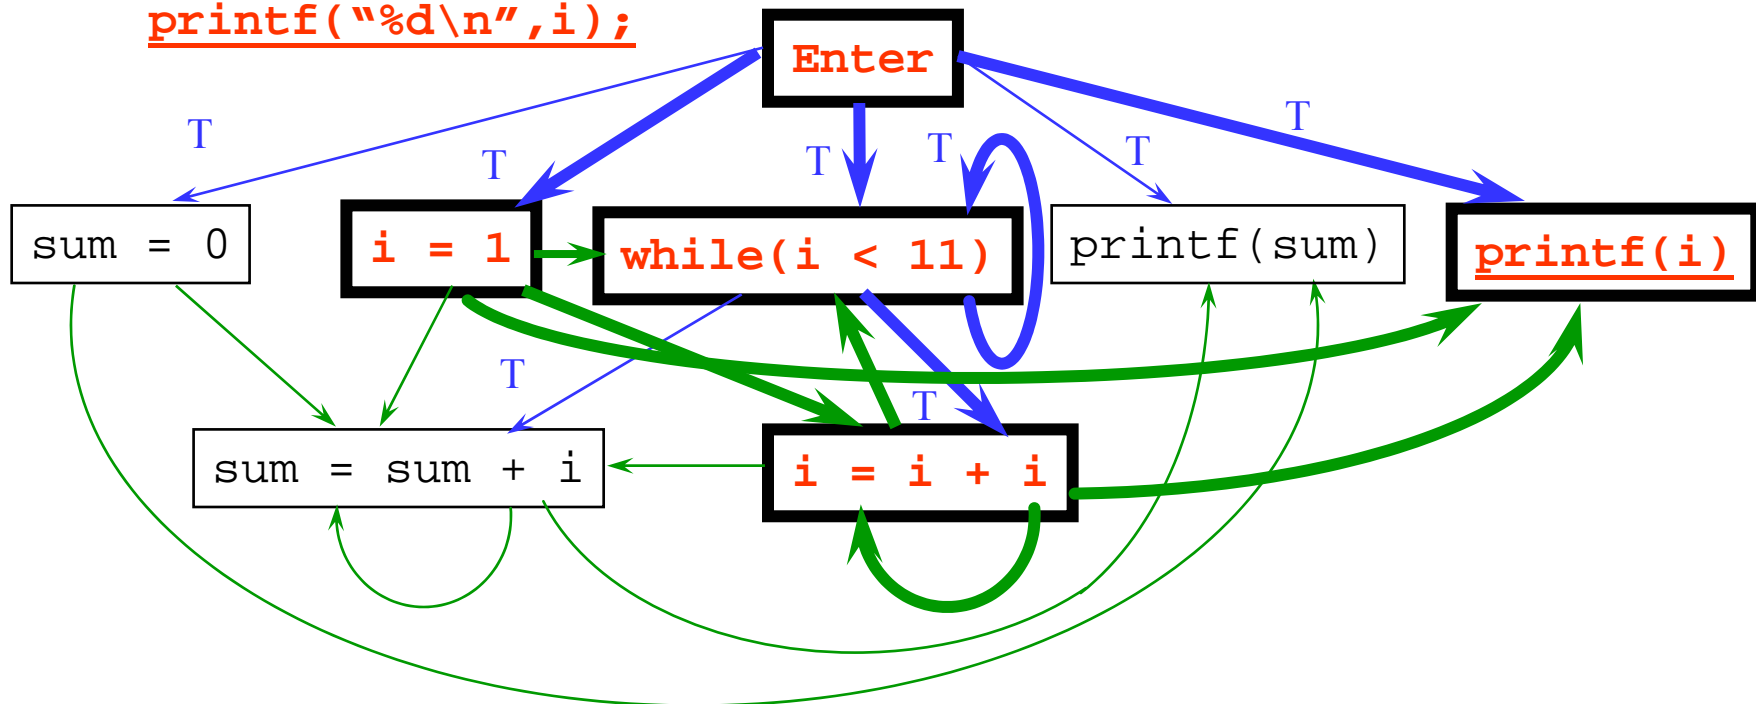 printf(“%d\n”,i);
Enter
T
T
T
T
T
T
sum = 0
i = 1
while(i < 11)
printf(sum)
printf(i)
T
T
sum = sum + i
i = i + i